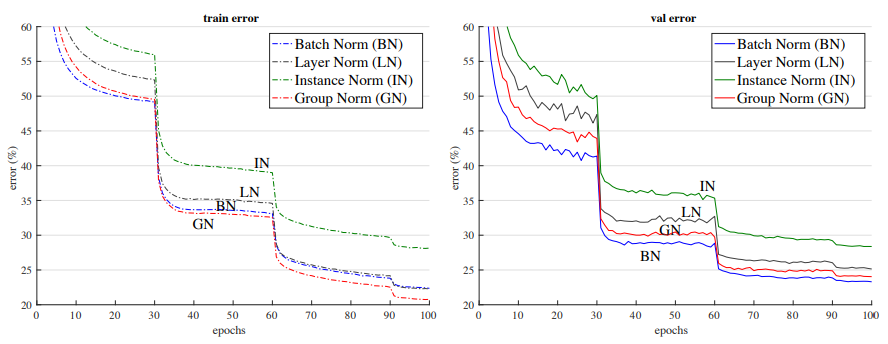 train error
60
55
50
45
40
35
30
25
20
error (%)
0 10 20 30 40 50 60 70 80 90 100
epochs
Batch Norm (BN)
Layer Norm (LN)
Instance Norm (IN)
Group Norm (GN)
IN
LN
BN
GN
val error
60
55
50
45
40
35
30
25
20
error (%)
0 10 20 30 40 50 60 70 80 90 100
epochs
Batch Norm (BN)
Layer Norm (LN)
Instance Norm (IN)
Group Norm (GN)
IN
LN
GN
BN